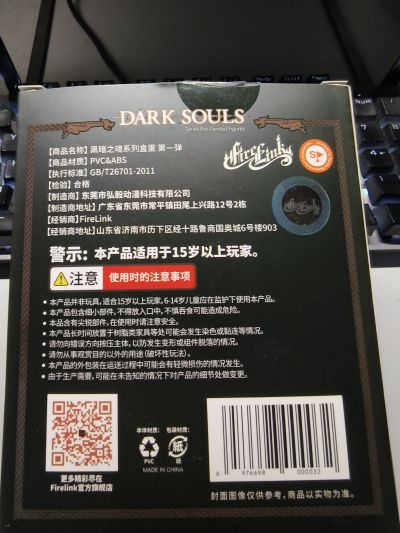 DARK SOULS
Series Pre-Painted Figures
【商品名称】黑暗之魂系列盒蛋 第一弹
【商品材质】PVC&ABS
【执行标准】GB/T26701-2011
【检验】合格
【制造商】东莞市弘毅动漫科技有限公司
【制造商地址】广东省东莞市常平镇田尾上兴路12号2栋
【经销商】FireLink
【经销商地址】山东省济南市历下区经十路鲁商国奥城6号楼903
FireLink
SP
FireLink
警示: 本产品适用于15岁以上玩家。
注意 使用时的注意事项
• 本产品并非玩具, 适合15岁以上玩家, 6-14岁儿童应在监护下使用本产品。
• 本产品包含细小部件, 不得放入口中, 不慎吞食可能造成危险。
• 本品含有尖锐部件, 在使用时请注意安全。
• 本产品长时间放置于树脂类家具等处可能会发生染色或黏连等情况。
• 请勿向错误方向按压主体, 以防发生变形或组件脱落的情况。
• 请勿从事观赏目的以外的用途 (破坏性玩法)。
• 本产品的外包装在运送过程中可能会有轻微损伤的情况发生。
• 由于生产需要, 可能在未告知的情况下对产品的细节处做变更。
更多精彩尽在
Firelink官方旗舰店
本体材质: 包装材质:
紙
PVC 纸
MADE IN CHINA
6 976698 000032
封面图像仅供参考, 商品以实物为准。